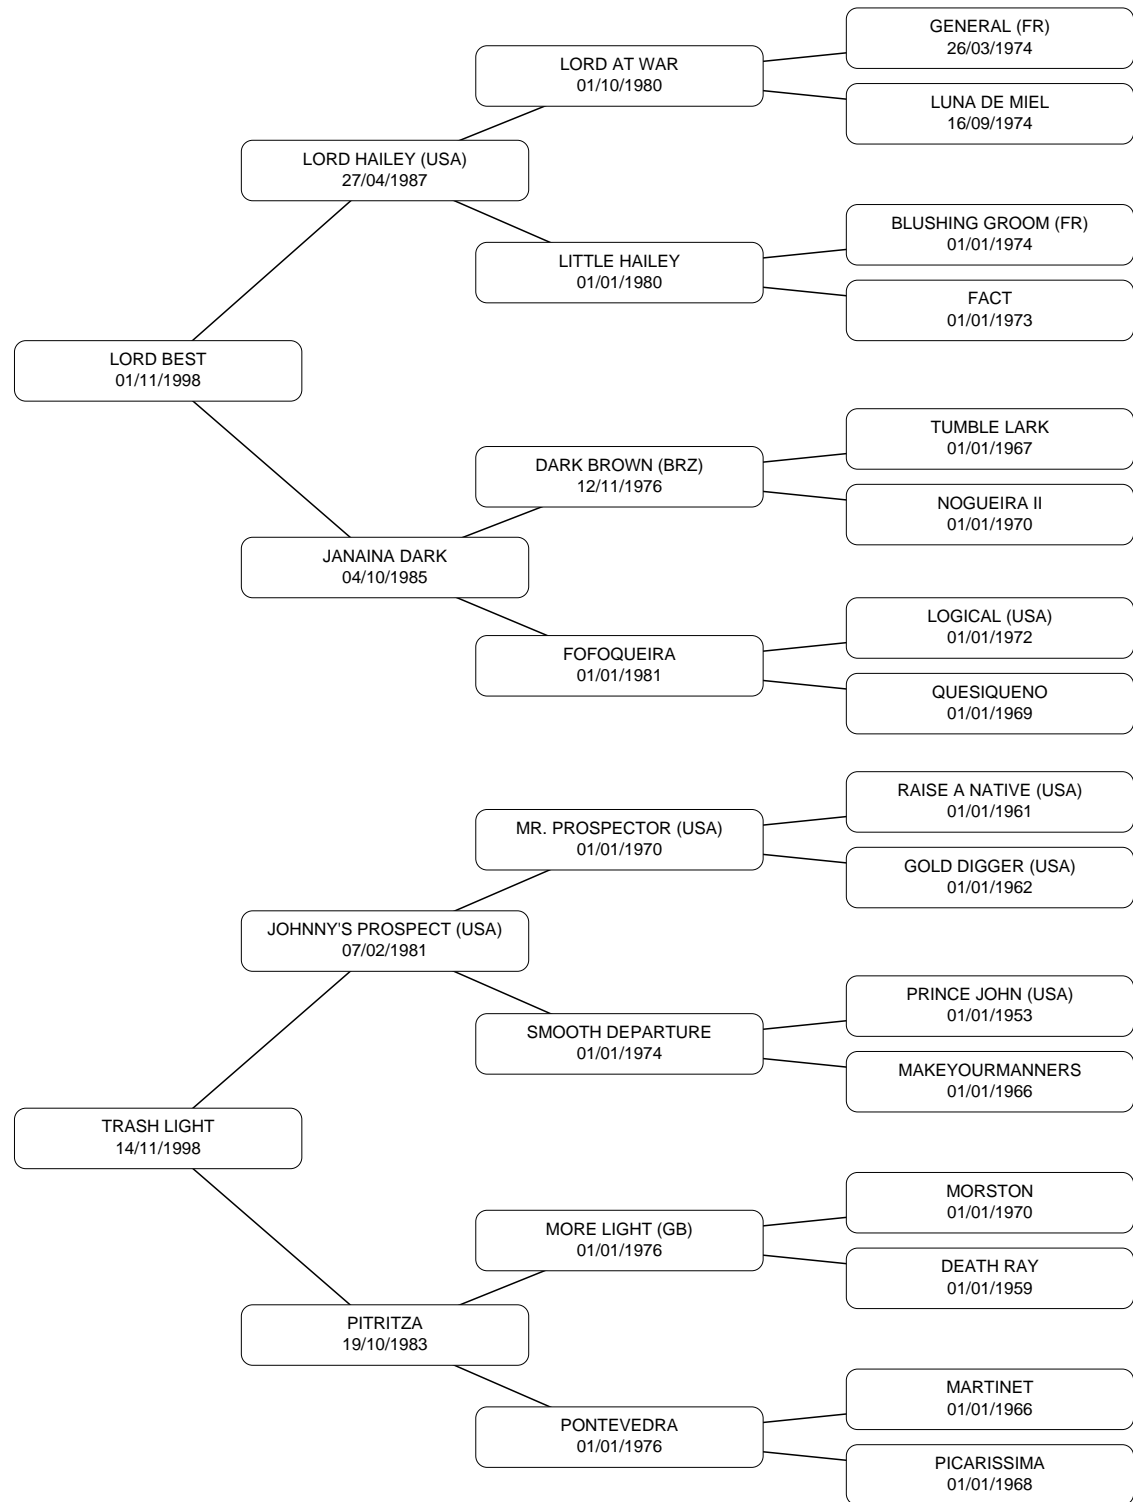 GENERAL (FR)
26/03/1974
LORD AT WAR
01/10/1980
LUNA DE MIEL
16/09/1974
LORD HAILEY (USA)
27/04/1987
BLUSHING GROOM (FR)
01/01/1974
LITTLE HAILEY
01/01/1980
FACT
01/01/1973
LORD BEST
01/11/1998
TUMBLE LARK
01/01/1967
DARK BROWN (BRZ)
12/11/1976
NOGUEIRA II
01/01/1970
JANAINA DARK
04/10/1985
LOGICAL (USA)
01/01/1972
FOFOQUEIRA
01/01/1981
QUESIQUENO
01/01/1969
RAISE A NATIVE (USA)
01/01/1961
MR. PROSPECTOR (USA)
01/01/1970
GOLD DIGGER (USA)
01/01/1962
JOHNNY'S PROSPECT (USA)
07/02/1981
PRINCE JOHN (USA)
01/01/1953
SMOOTH DEPARTURE
01/01/1974
MAKEYOURMANNERS
01/01/1966
TRASH LIGHT
14/11/1998
MORSTON
01/01/1970
MORE LIGHT (GB)
01/01/1976
DEATH RAY
01/01/1959
PITRITZA
19/10/1983
MARTINET
01/01/1966
PONTEVEDRA
01/01/1976
PICARISSIMA
01/01/1968